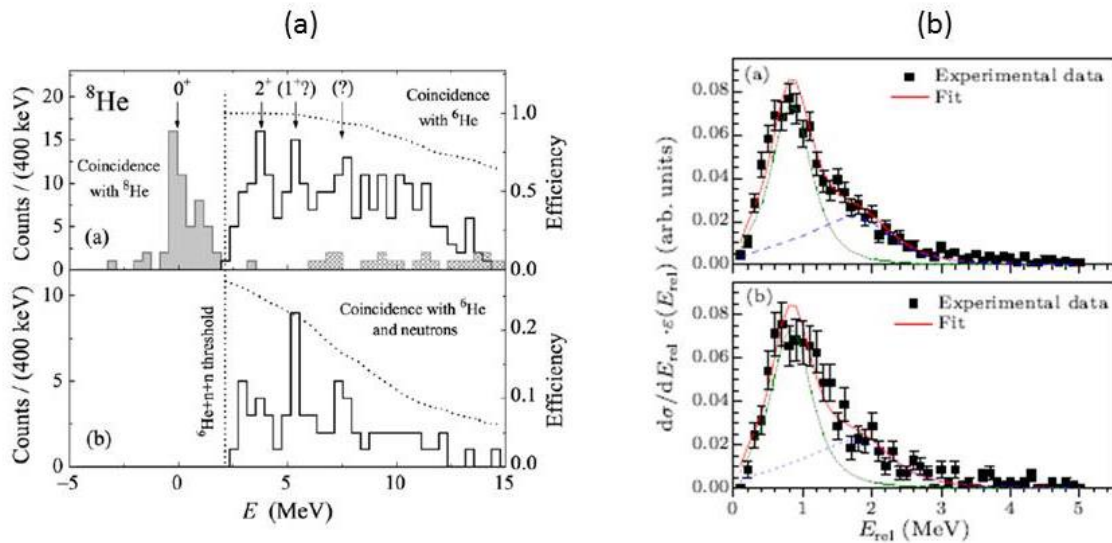 (a)
(b)
⁸He
0⁺
2⁺ (1⁺?) (?)
Coincidence
with ⁶He
Coincidence
with ⁸He
(a)
Counts / (400 keV)
20
15
10
5
0
1.0
0.5
0.0
Efficiency
Coincidence with ⁶He
and neutrons
⁶He+n+n threshold
(b)
Counts / (400 keV)
10
5
0
0.2
0.1
0.0
Efficiency
−5 0 5 10 15
E (MeV)
(a)
Experimental data
Fit
0.08
0.06
0.04
0.02
0.00
(b)
Experimental data
Fit
0.08
0.06
0.04
0.02
0.00
dσ/dE_rel ·ε(E_rel) (arb. units)
0 1 2 3 4 5
E_rel (MeV)